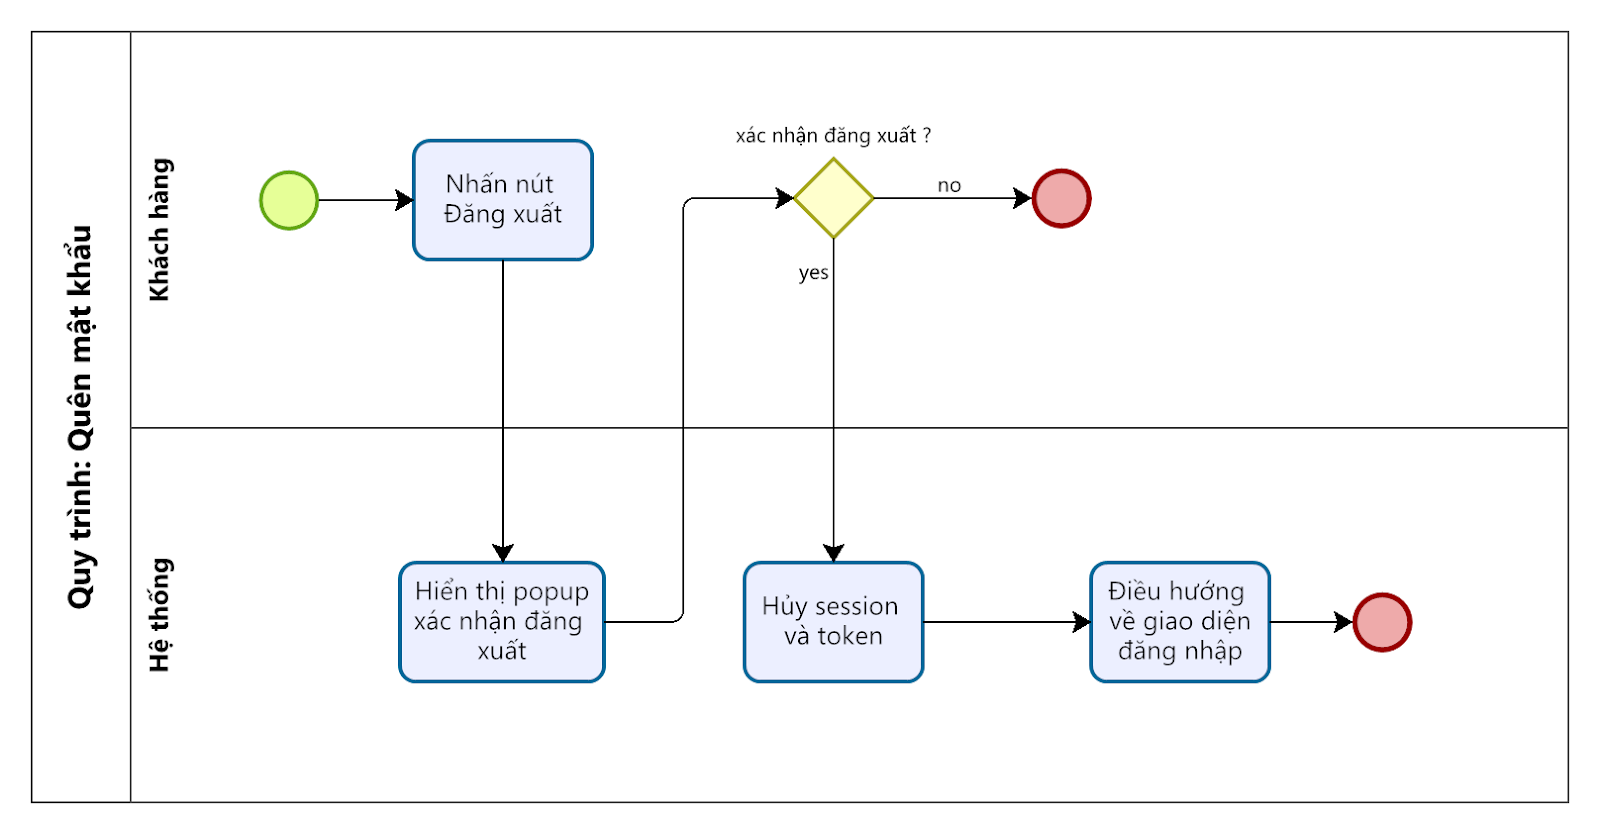 Quy trình: Quên mật khẩu
Khách hàng
Nhấn nút
Đăng xuất
xác nhận đăng xuất ?
no
yes
Hệ thống
Hiển thị popup
xác nhận đăng
xuất
Hủy session
và token
Điều hướng
về giao diện
đăng nhập